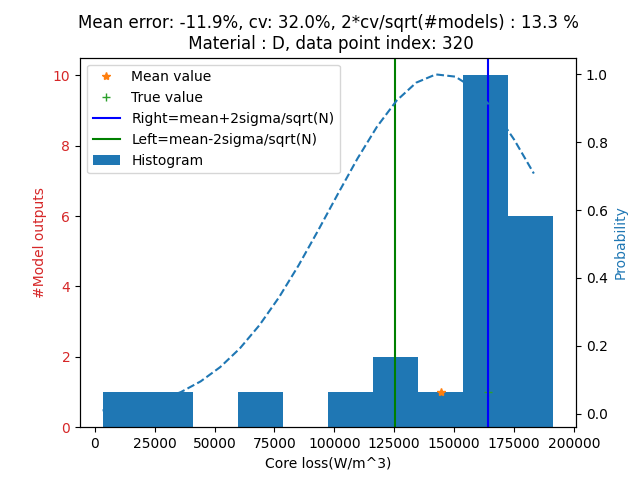 Mean error: -11.9%, cv: 32.0%, 2*cv/sqrt(#models) : 13.3 %
Material : D, data point index: 320
Mean value
True value
Right=mean+2sigma/sqrt(N)
Left=mean-2sigma/sqrt(N)
Histogram
#Model outputs
10
8
6
4
2
0
Probability
1.0
0.8
0.6
0.4
0.2
0.0
0 25000 50000 75000 100000 125000 150000 175000 200000
Core loss(W/m^3)